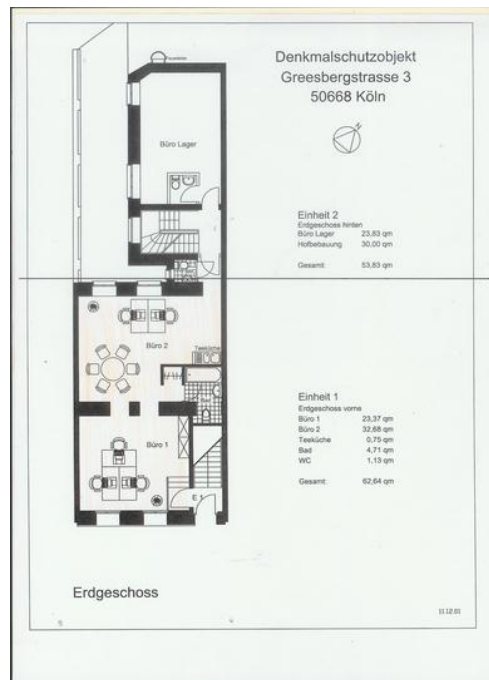 Denkmalschutzobjekt
Greesbergstrasse 3
50668 Köln
N
Büro Lager
Einheit 2
Erdgeschoss hinten
Büro Lager 23,83 qm
Hofbebauung 30,00 qm
Gesamt: 53,83 qm
Büro 2
Teeküche
Einheit 1
Erdgeschoss vorne
Büro 1 23,37 qm
Büro 2 32,68 qm
Teeküche 0,75 qm
Bad 4,71 qm
WC 1,13 qm
Gesamt: 62,64 qm
Büro 1
E 1
Erdgeschoss